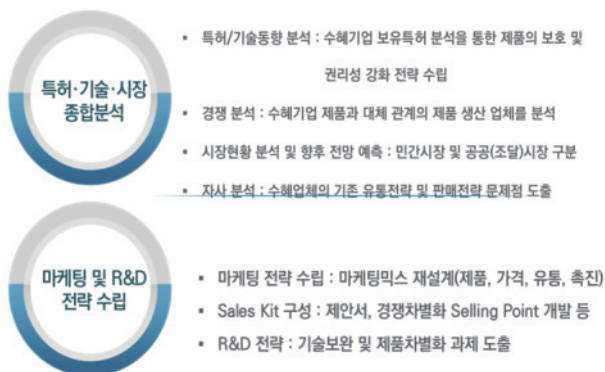 특허·기술·시장
종합분석
▪ 특허/기술동향 분석 : 수혜기업 보유특허 분석을 통한 제품의 보호 및
권리성 강화 전략 수립
▪ 경쟁 분석 : 수혜기업 제품과 대체 관계의 제품 생산 업체를 분석
▪ 시장현황 분석 및 향후 전망 예측 : 민간시장 및 공공(조달)시장 구분
▪ 자사 분석 : 수혜업체의 기존 유통전략 및 판매전략 문제점 도출
마케팅 및 R&D
전략 수립
▪ 마케팅 전략 수립 : 마케팅믹스 재설계(제품, 가격, 유통, 촉진)
▪ Sales Kit 구성 : 제안서, 경쟁차별화 Selling Point 개발 등
▪ R&D 전략 : 기술보완 및 제품차별화 과제 도출